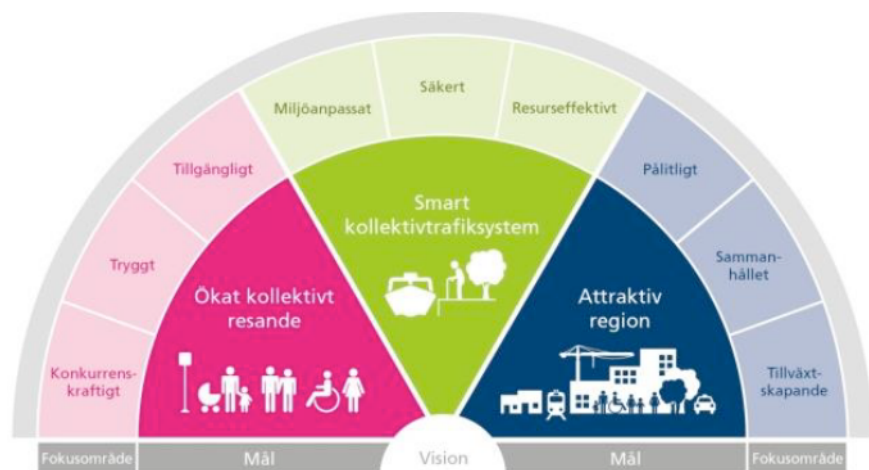 Miljöanpassat
Säkert
Resurseffektivt
Tillgängligt
Pålitligt
Tryggt
Samman-
hållet
Konkurrens-
kraftigt
Tillväxt-
skapande
Smart
kollektivtrafiksystem
Ökat kollektivt
resande
Attraktiv
region
Fokusområde
Mål
Vision
Mål
Fokusområde